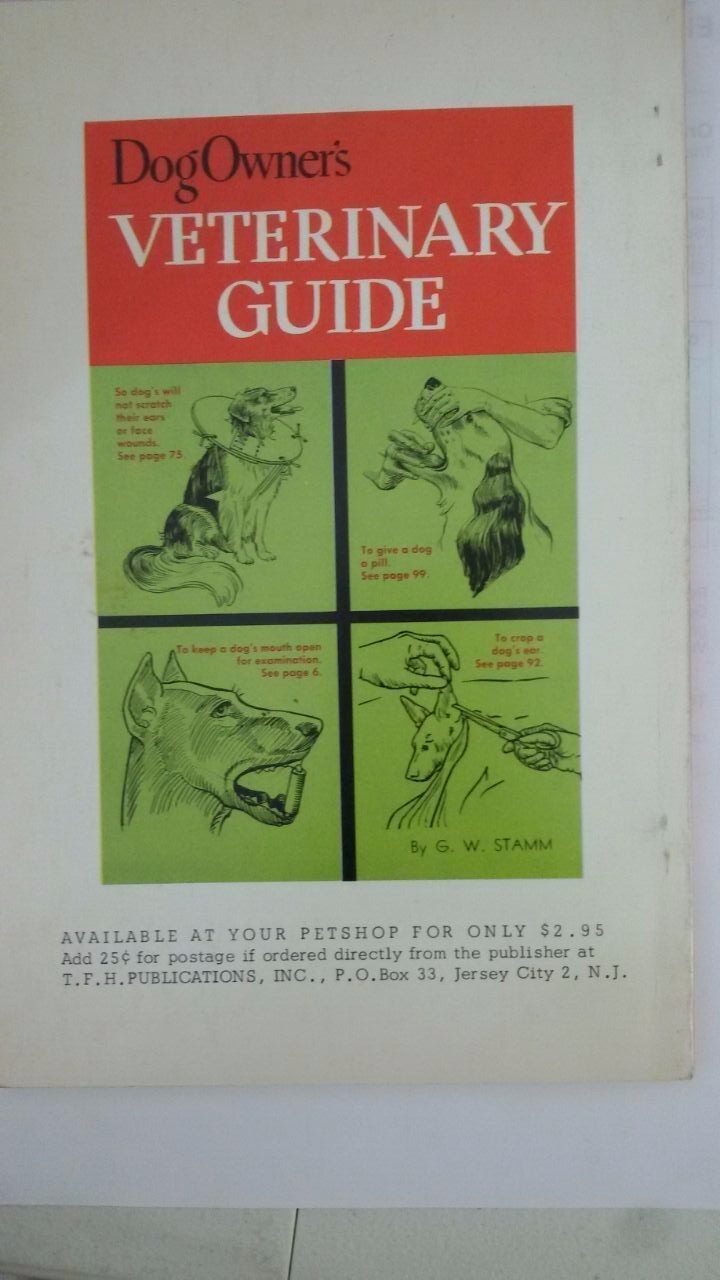 Dog Owner's
VETERINARY
GUIDE
So dog's will
not scratch
their ears
or face
wounds.
See page 75.
To give a dog
a pill.
See page 99.
To keep a dog's mouth open
for examination.
See page 6.
To crop a
dog's ear.
See page 92.
By G. W. STAMM
AVAILABLE AT YOUR PETSHOP FOR ONLY $2.95
Add 25¢ for postage if ordered directly from the publisher at
T.F.H.PUBLICATIONS, INC., P.O.Box 33, Jersey City 2, N.J.